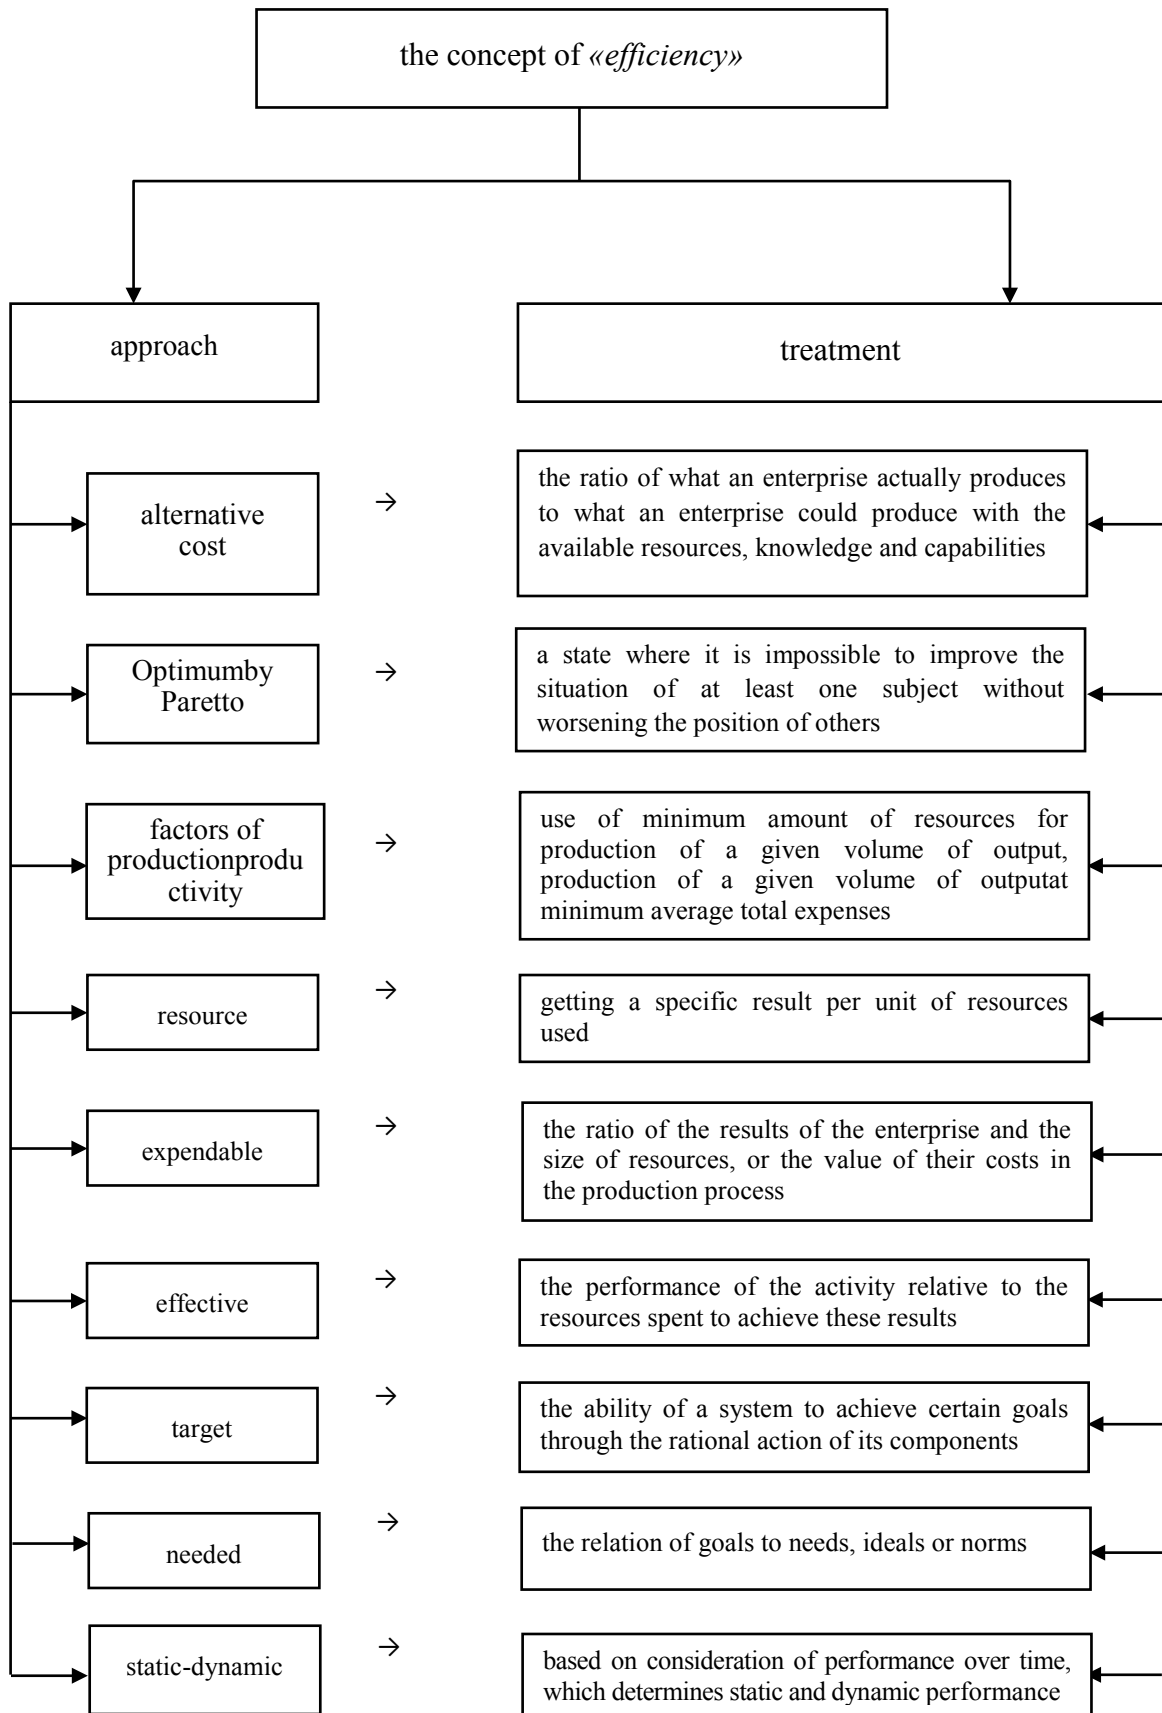 the concept of «efficiency»
approach
treatment
alternative
cost
→
the ratio of what an enterprise actually produces
to what an enterprise could produce with the
available resources, knowledge and capabilities
Optimumby
Paretto
→
a state where it is impossible to improve the
situation of at least one subject without
worsening the position of others
factors of
productionprodu
ctivity
→
use of minimum amount of resources for
production of a given volume of output,
production of a given volume of outputat
minimum average total expenses
resource
→
getting a specific result per unit of resources
used
expendable
→
the ratio of the results of the enterprise and the
size of resources, or the value of their costs in
the production process
effective
→
the performance of the activity relative to the
resources spent to achieve these results
target
→
the ability of a system to achieve certain goals
through the rational action of its components
needed
→
the relation of goals to needs, ideals or norms
static-dynamic
→
based on consideration of performance over time,
which determines static and dynamic performance